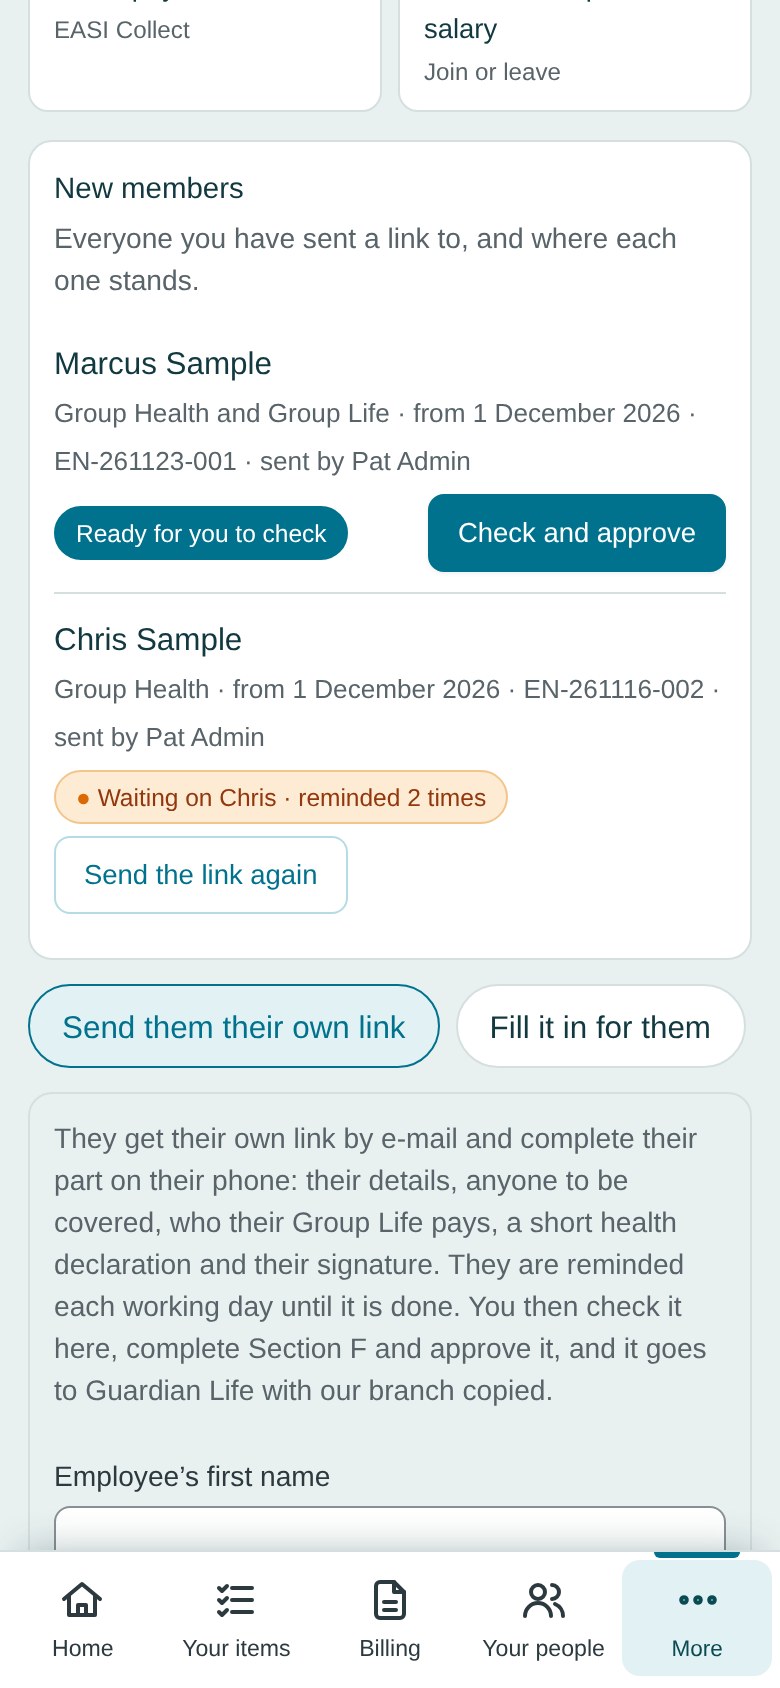 EASI Collect
salary
Join or leave
New members
Everyone you have sent a link to, and where each
one stands.
Marcus Sample
Group Health and Group Life · from 1 December 2026 ·
EN-261123-001 · sent by Pat Admin
Ready for you to check
Check and approve
Chris Sample
Group Health · from 1 December 2026 · EN-261116-002 ·
sent by Pat Admin
Waiting on Chris · reminded 2 times
Send the link again
Send them their own link
Fill it in for them
They get their own link by e-mail and complete their
part on their phone: their details, anyone to be
covered, who their Group Life pays, a short health
declaration and their signature. They are reminded
each working day until it is done. You then check it
here, complete Section F and approve it, and it goes
to Guardian Life with our branch copied.
Employee’s first name
Home
Your items
Billing
Your people
More